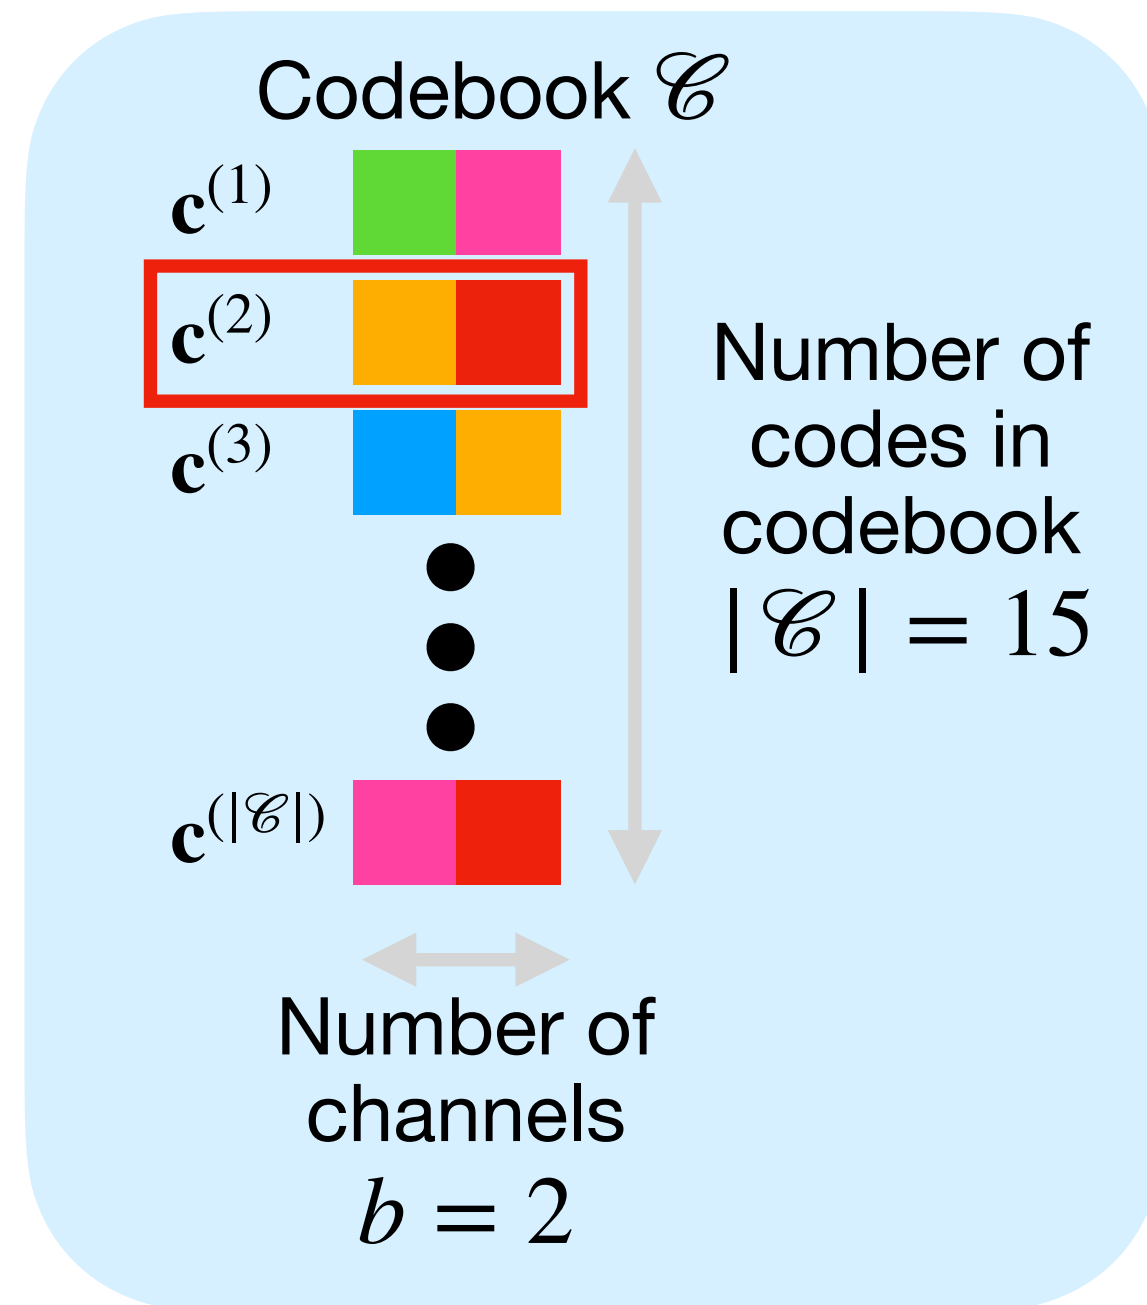 Codebook 𝒞
c^(1)
c^(2)
c^(3)
c^(|𝒞|)
Number of
codes in
codebook
|𝒞| = 15
Number of
channels
b = 2